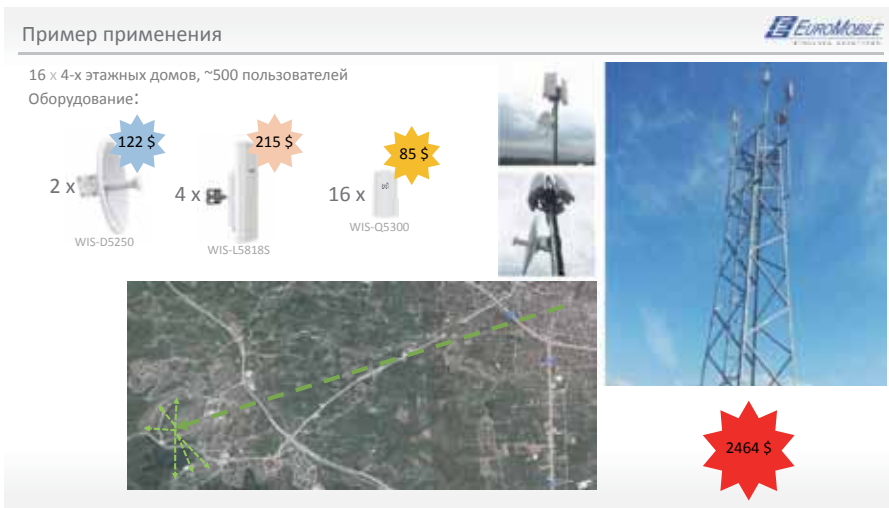 Пример применения
EUROMOBILE
16 x 4-х этажных домов, ~500 пользователей
Оборудование:
122 $
215 $
85 $
2 x
4 x
16 x
WIS-D5250
WIS-L5818S
WIS-Q5300
2464 $